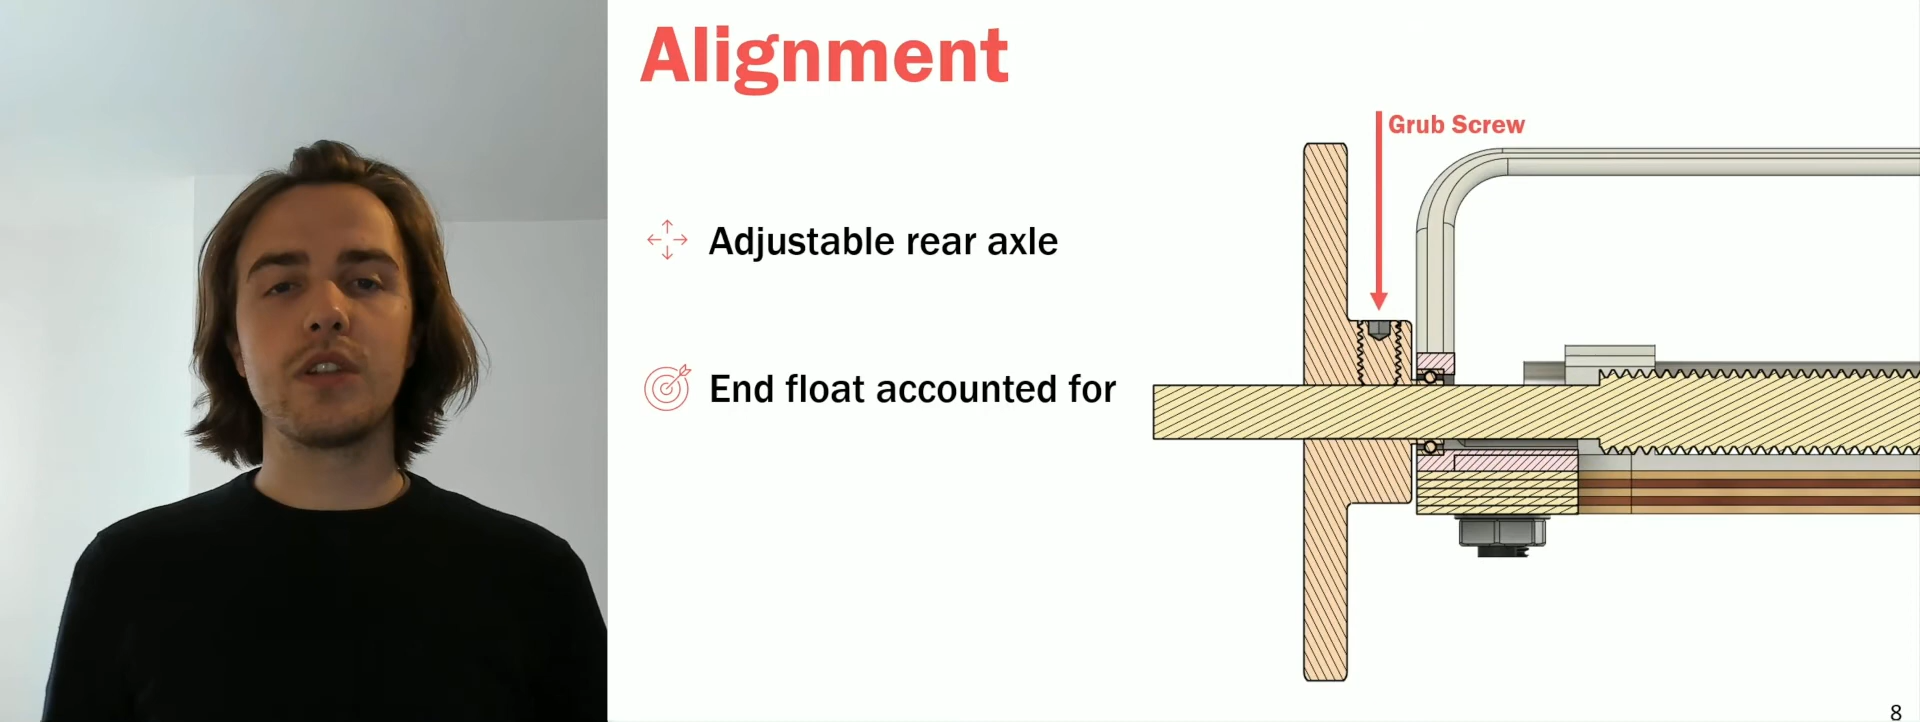 Alignment
Grub Screw
Adjustable rear axle
End float accounted for
8